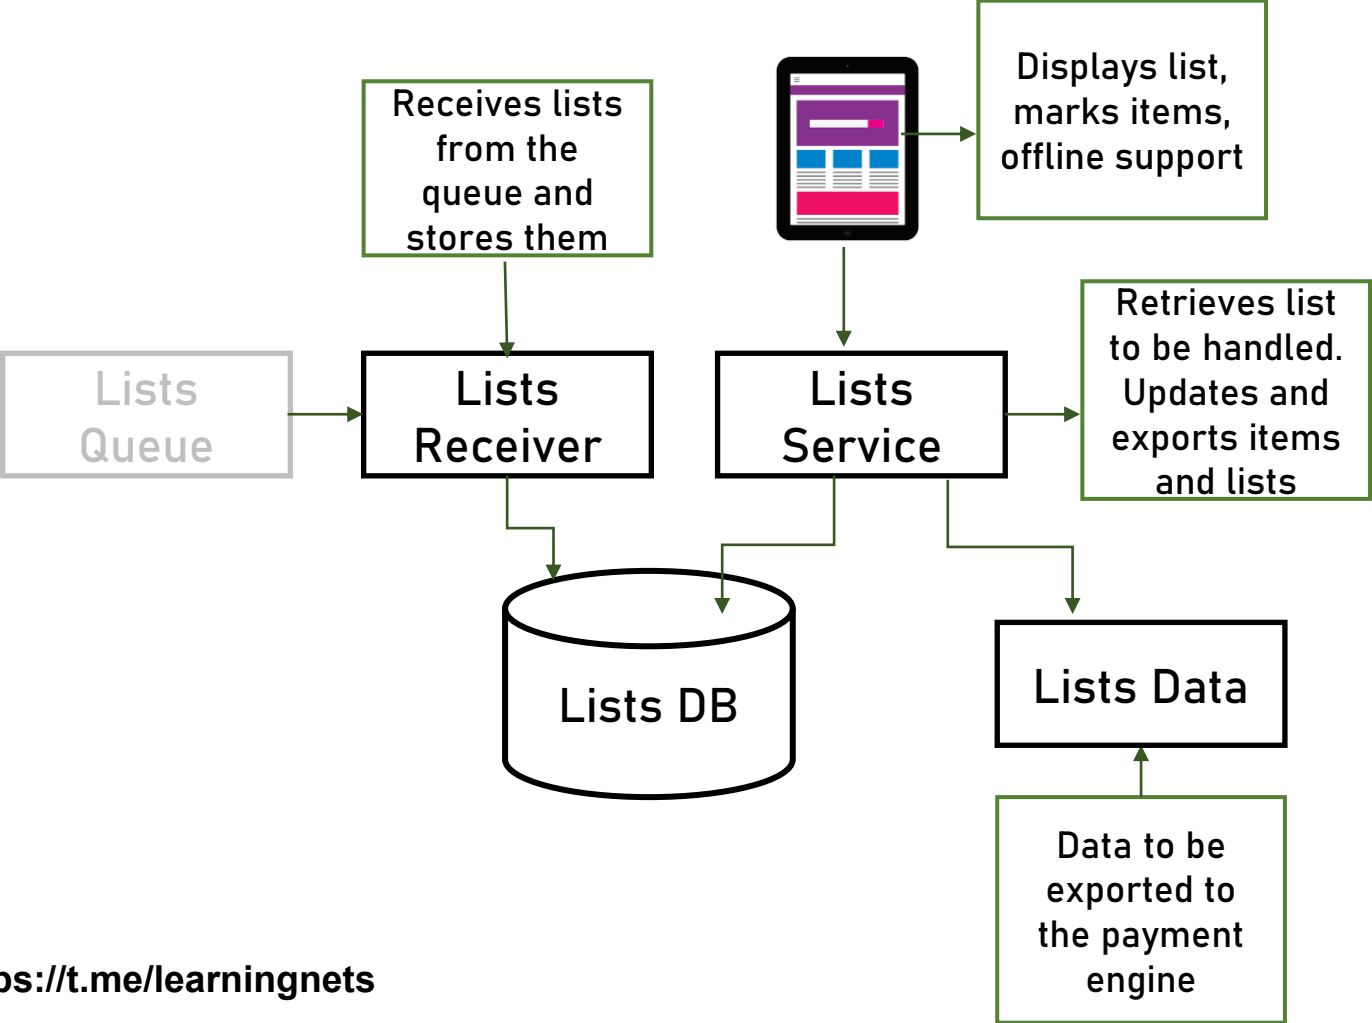 Displays list,
marks items,
offline support
Receives lists
from the
queue and
stores them
Retrieves list
to be handled.
Updates and
exports items
and lists
Lists
Queue
Lists
Receiver
Lists
Service
Lists DB
Lists Data
Data to be
exported to
the payment
engine
ps://t.me/learningnets